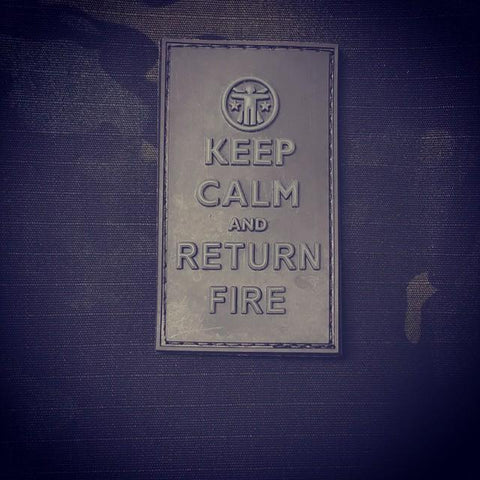 KEEP
CALM
AND
RETURN
FIRE